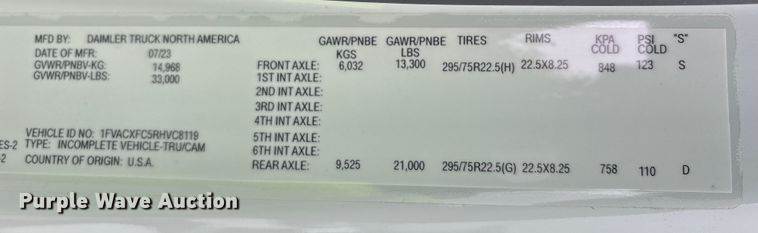 MFD BY: DAIMLER TRUCK NORTH AMERICA
DATE OF MFR: 07/23
GVWR/PNBV-KG: 14,968
GVWR/PNBV-LBS: 33,000
VEHICLE ID NO: 1FVACXFC5RHVC8119
ES-2 TYPE: INCOMPLETE VEHICLE-TRU/CAM
-2 COUNTRY OF ORIGIN: U.S.A.
GAWR/PNBE GAWR/PNBE TIRES RIMS KPA PSI "S"
KGS LBS COLD COLD
FRONT AXLE: 6,032 13,300 295/75R22.5(H) 22.5X8.25 848 123 S
1ST INT AXLE:
2ND INT AXLE:
3RD INT AXLE:
4TH INT AXLE:
5TH INT AXLE:
6TH INT AXLE:
REAR AXLE: 9,525 21,000 295/75R22.5(G) 22.5X8.25 758 110 D
Purple Wave Auction